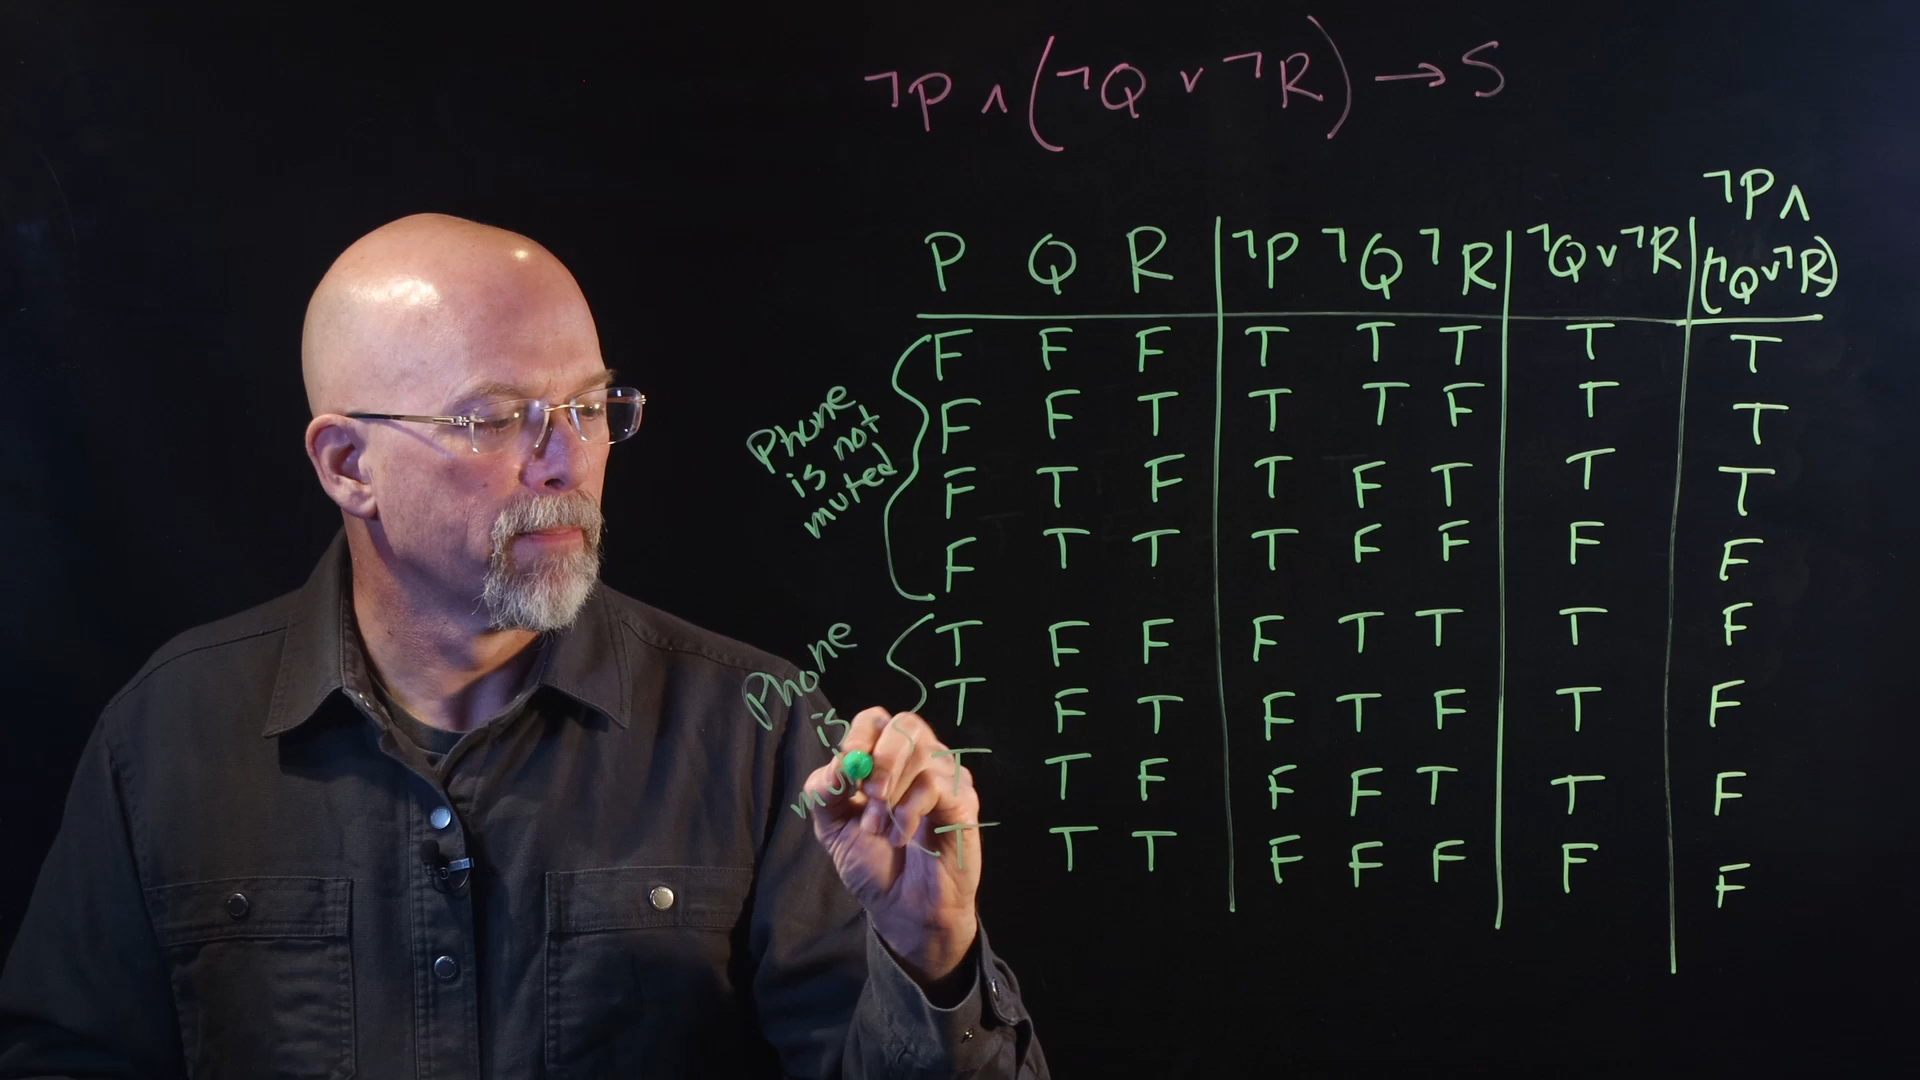 ¬P ∧ (¬Q ∨ ¬R) → S
¬P ∧
P Q R ¬P ¬Q ¬R ¬Q ∨ ¬R (¬Q ∨ ¬R)
F F F T T T T T
F F T T T F T T
F T F T F T T T
F T T T F F F F
T F F F T T T F
T F T F T F T F
T T F F F T T F
T T T F F F F F
Phone
is not
muted
Phone
is